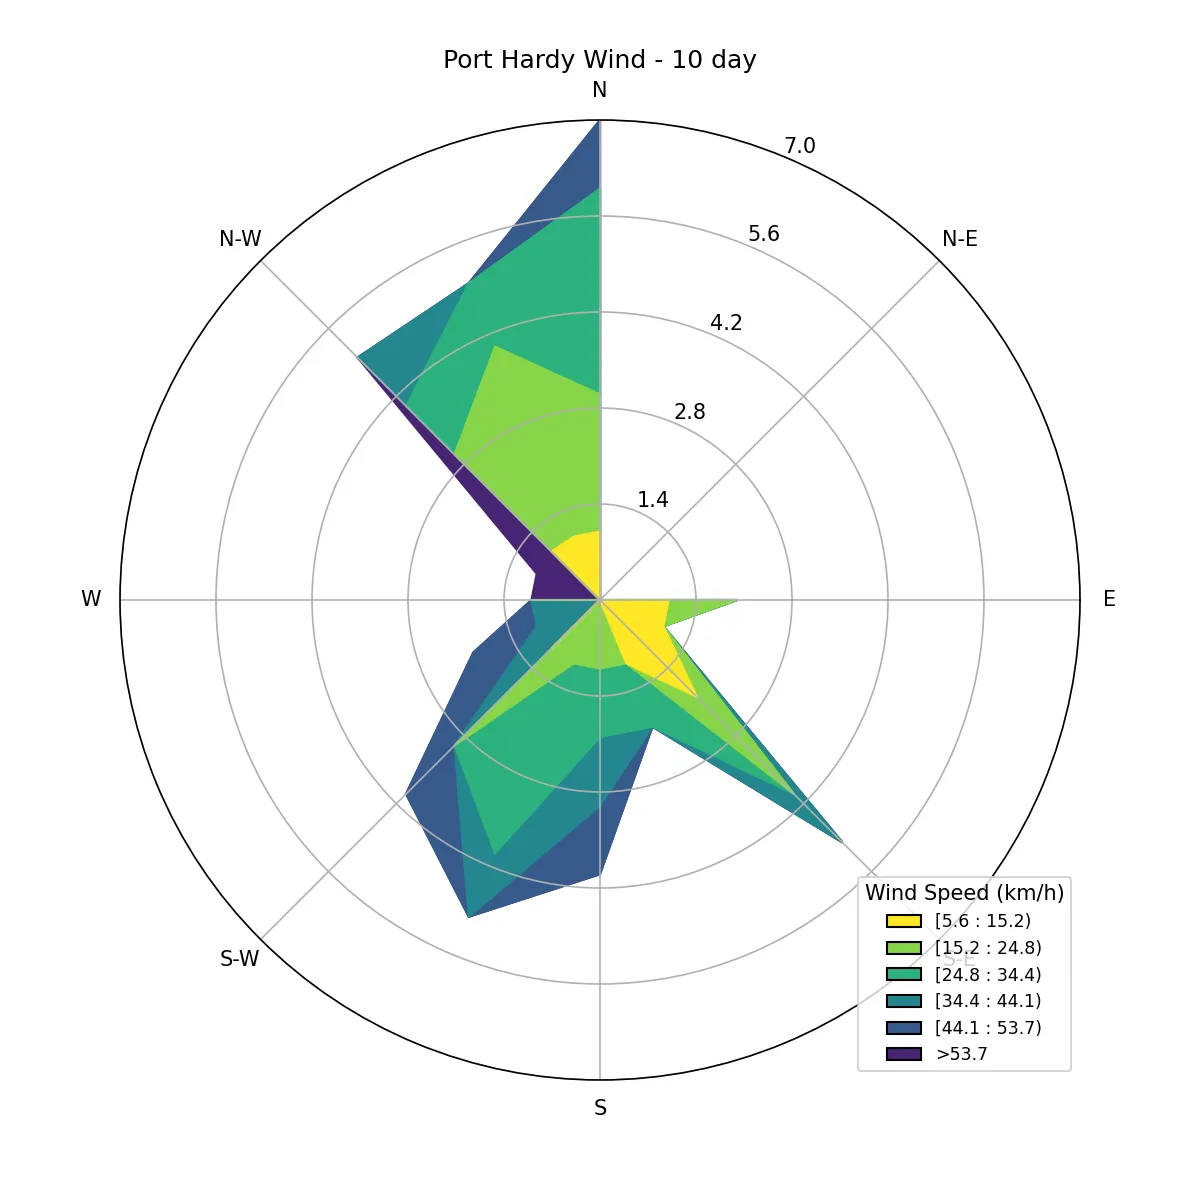 Port Hardy Wind - 10 day
N
7.0
N-W
5.6
N-E
4.2
2.8
1.4
W
E
Wind Speed (km/h)
[5.6 : 15.2)
[15.2 : 24.8)
S-W
S-E
[24.8 : 34.4)
[34.4 : 44.1)
[44.1 : 53.7)
>53.7
S